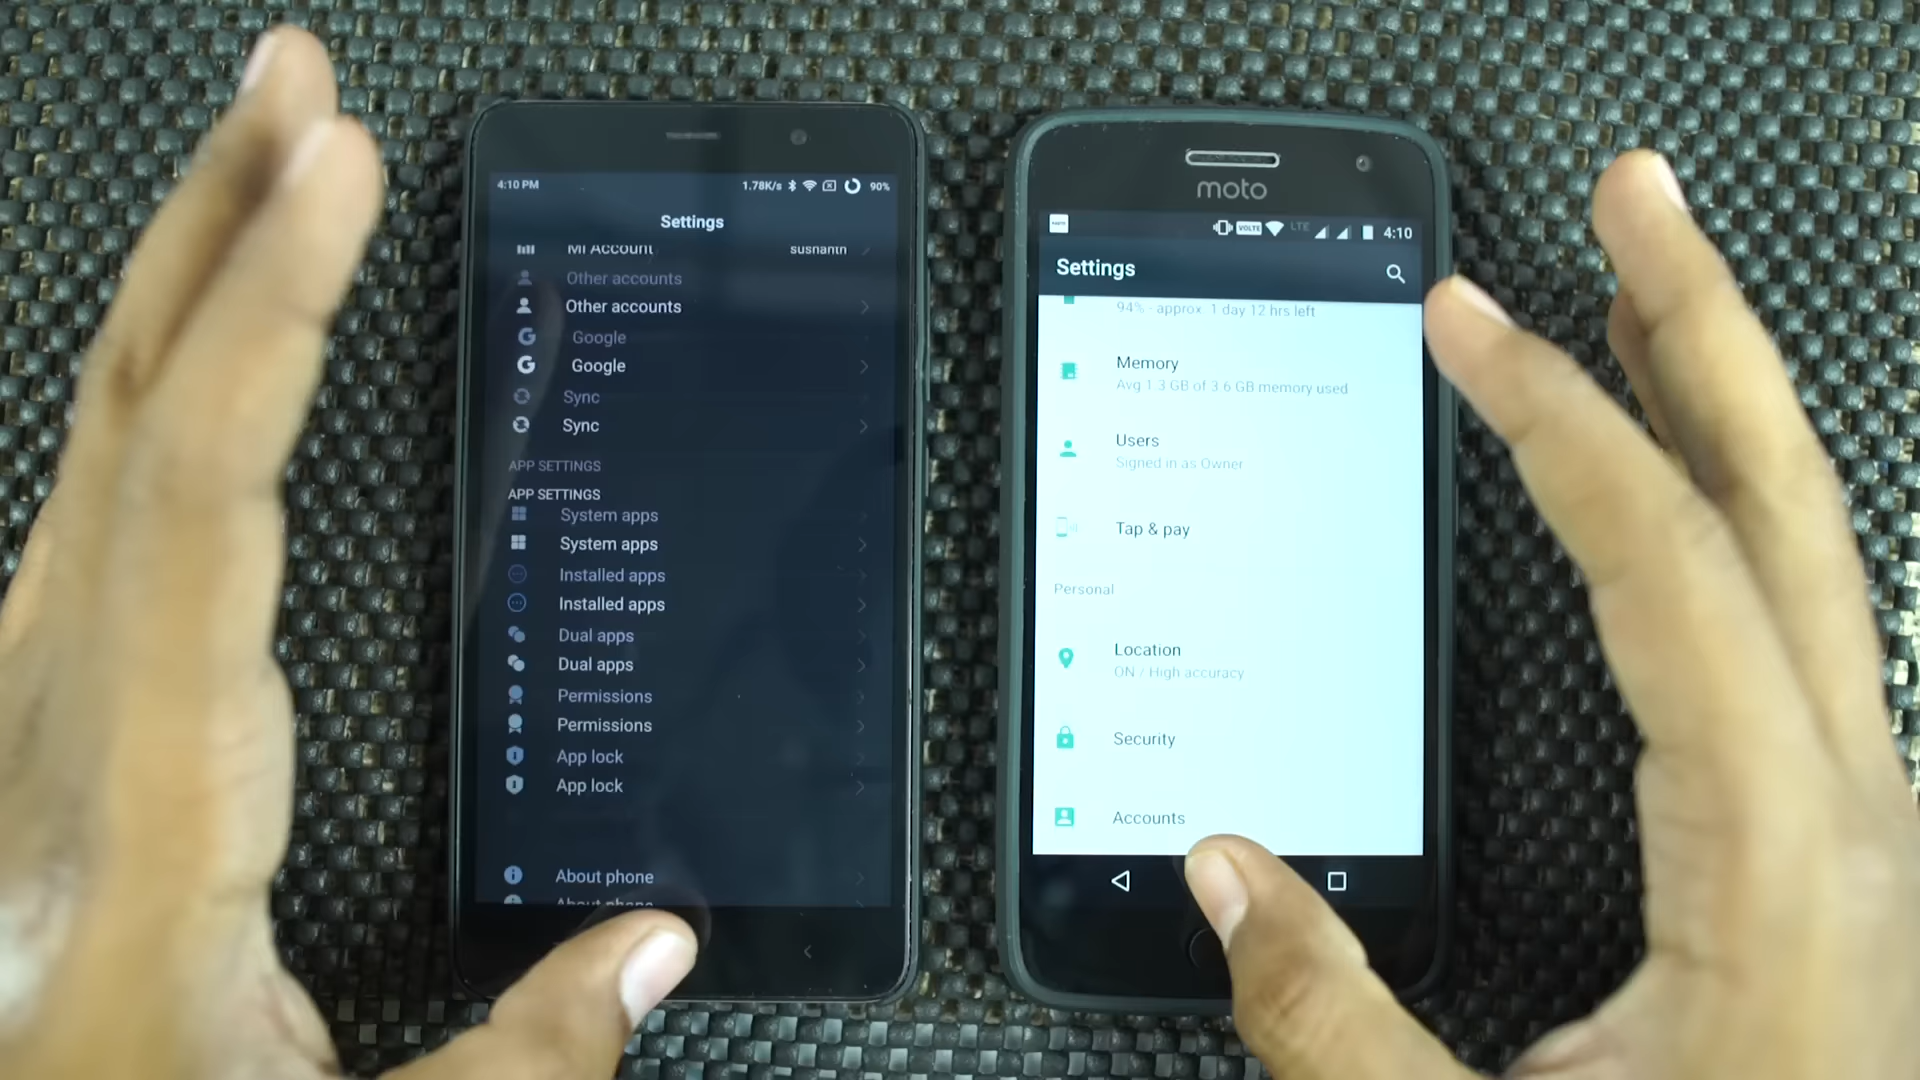 4:10 PM
1.78K/s
90%
Settings
Mi Account
susnanth
Other accounts
Other accounts
Google
Google
Sync
Sync
APP SETTINGS
APP SETTINGS
System apps
System apps
Installed apps
Installed apps
Dual apps
Dual apps
Permissions
Permissions
App lock
App lock
About phone
About phone
moto
VOLTE
LTE
4:10
Settings
94% - approx. 1 day 12 hrs left
Memory
Avg 1.3 GB of 3.6 GB memory used
Users
Signed in as Owner
Tap & pay
Personal
Location
ON / High accuracy
Security
Accounts